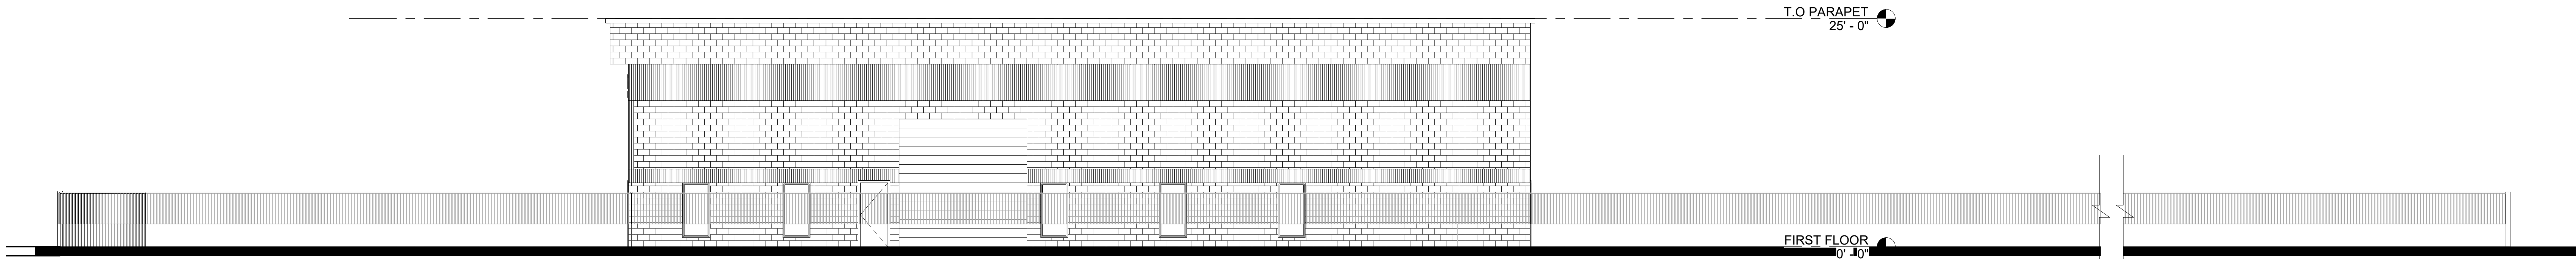 T.O PARAPET
25' - 0"
FIRST FLOOR
0' - 0"